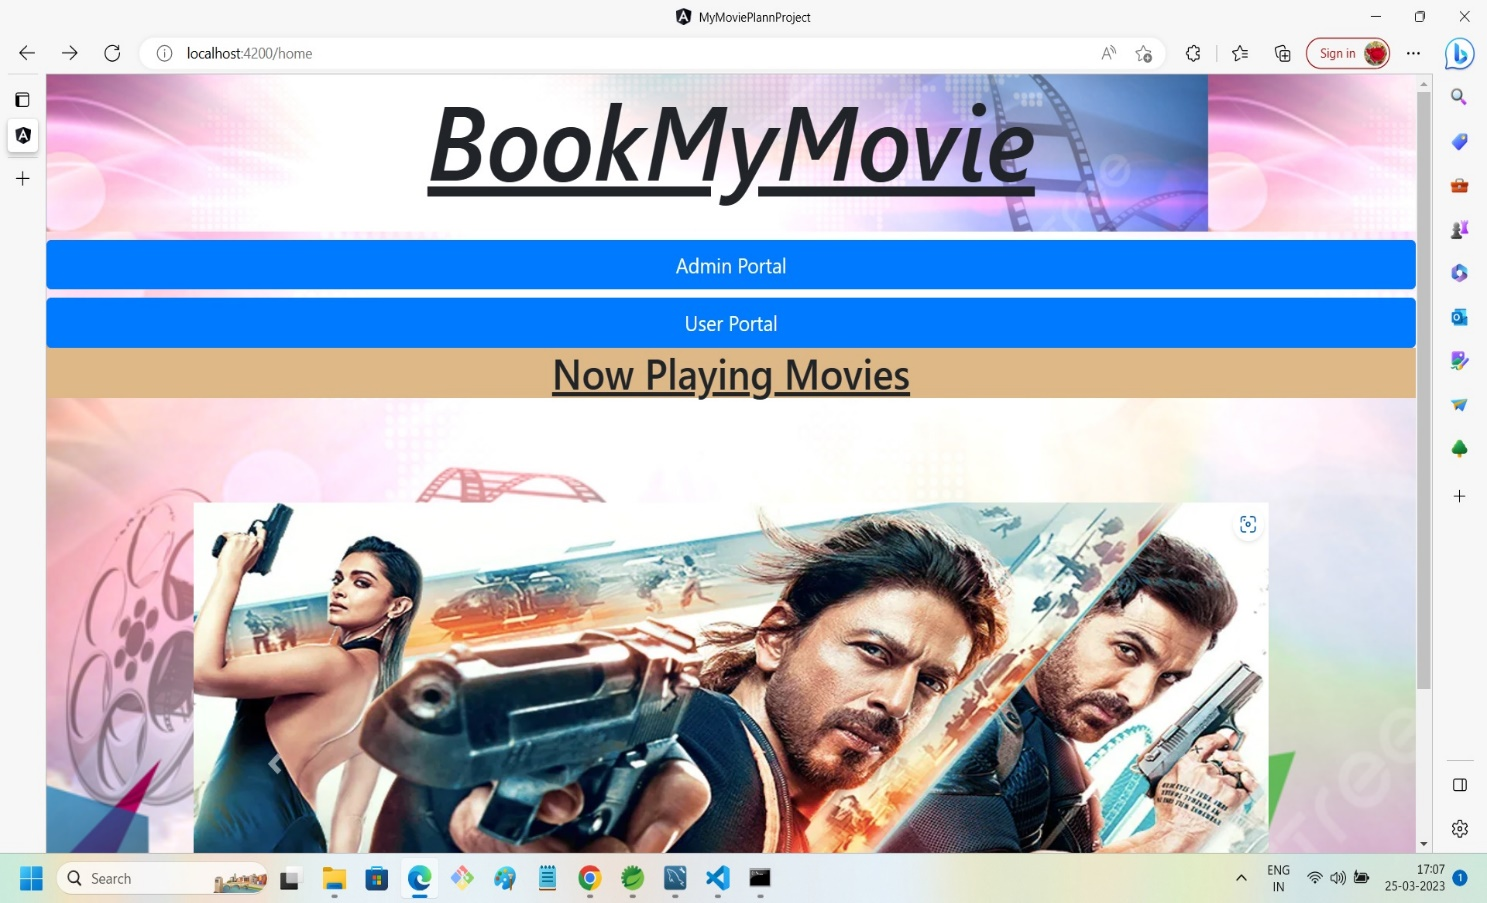 MyMoviePlannProject
localhost:4200/home
Sign in
BookMyMovie
Admin Portal
User Portal
Now Playing Movies
Search
ENG
IN
17:07
25-03-2023
1